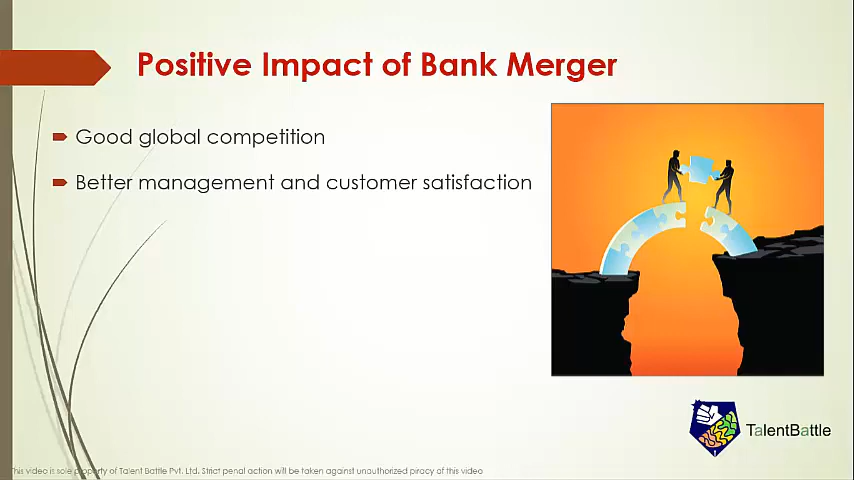 Positive Impact of Bank Merger
Good global competition
Better management and customer satisfaction
TalentBattle
This video is sole property of Talent Battle Pvt. Ltd. Strict penal action will be taken against unauthorized piracy of this video